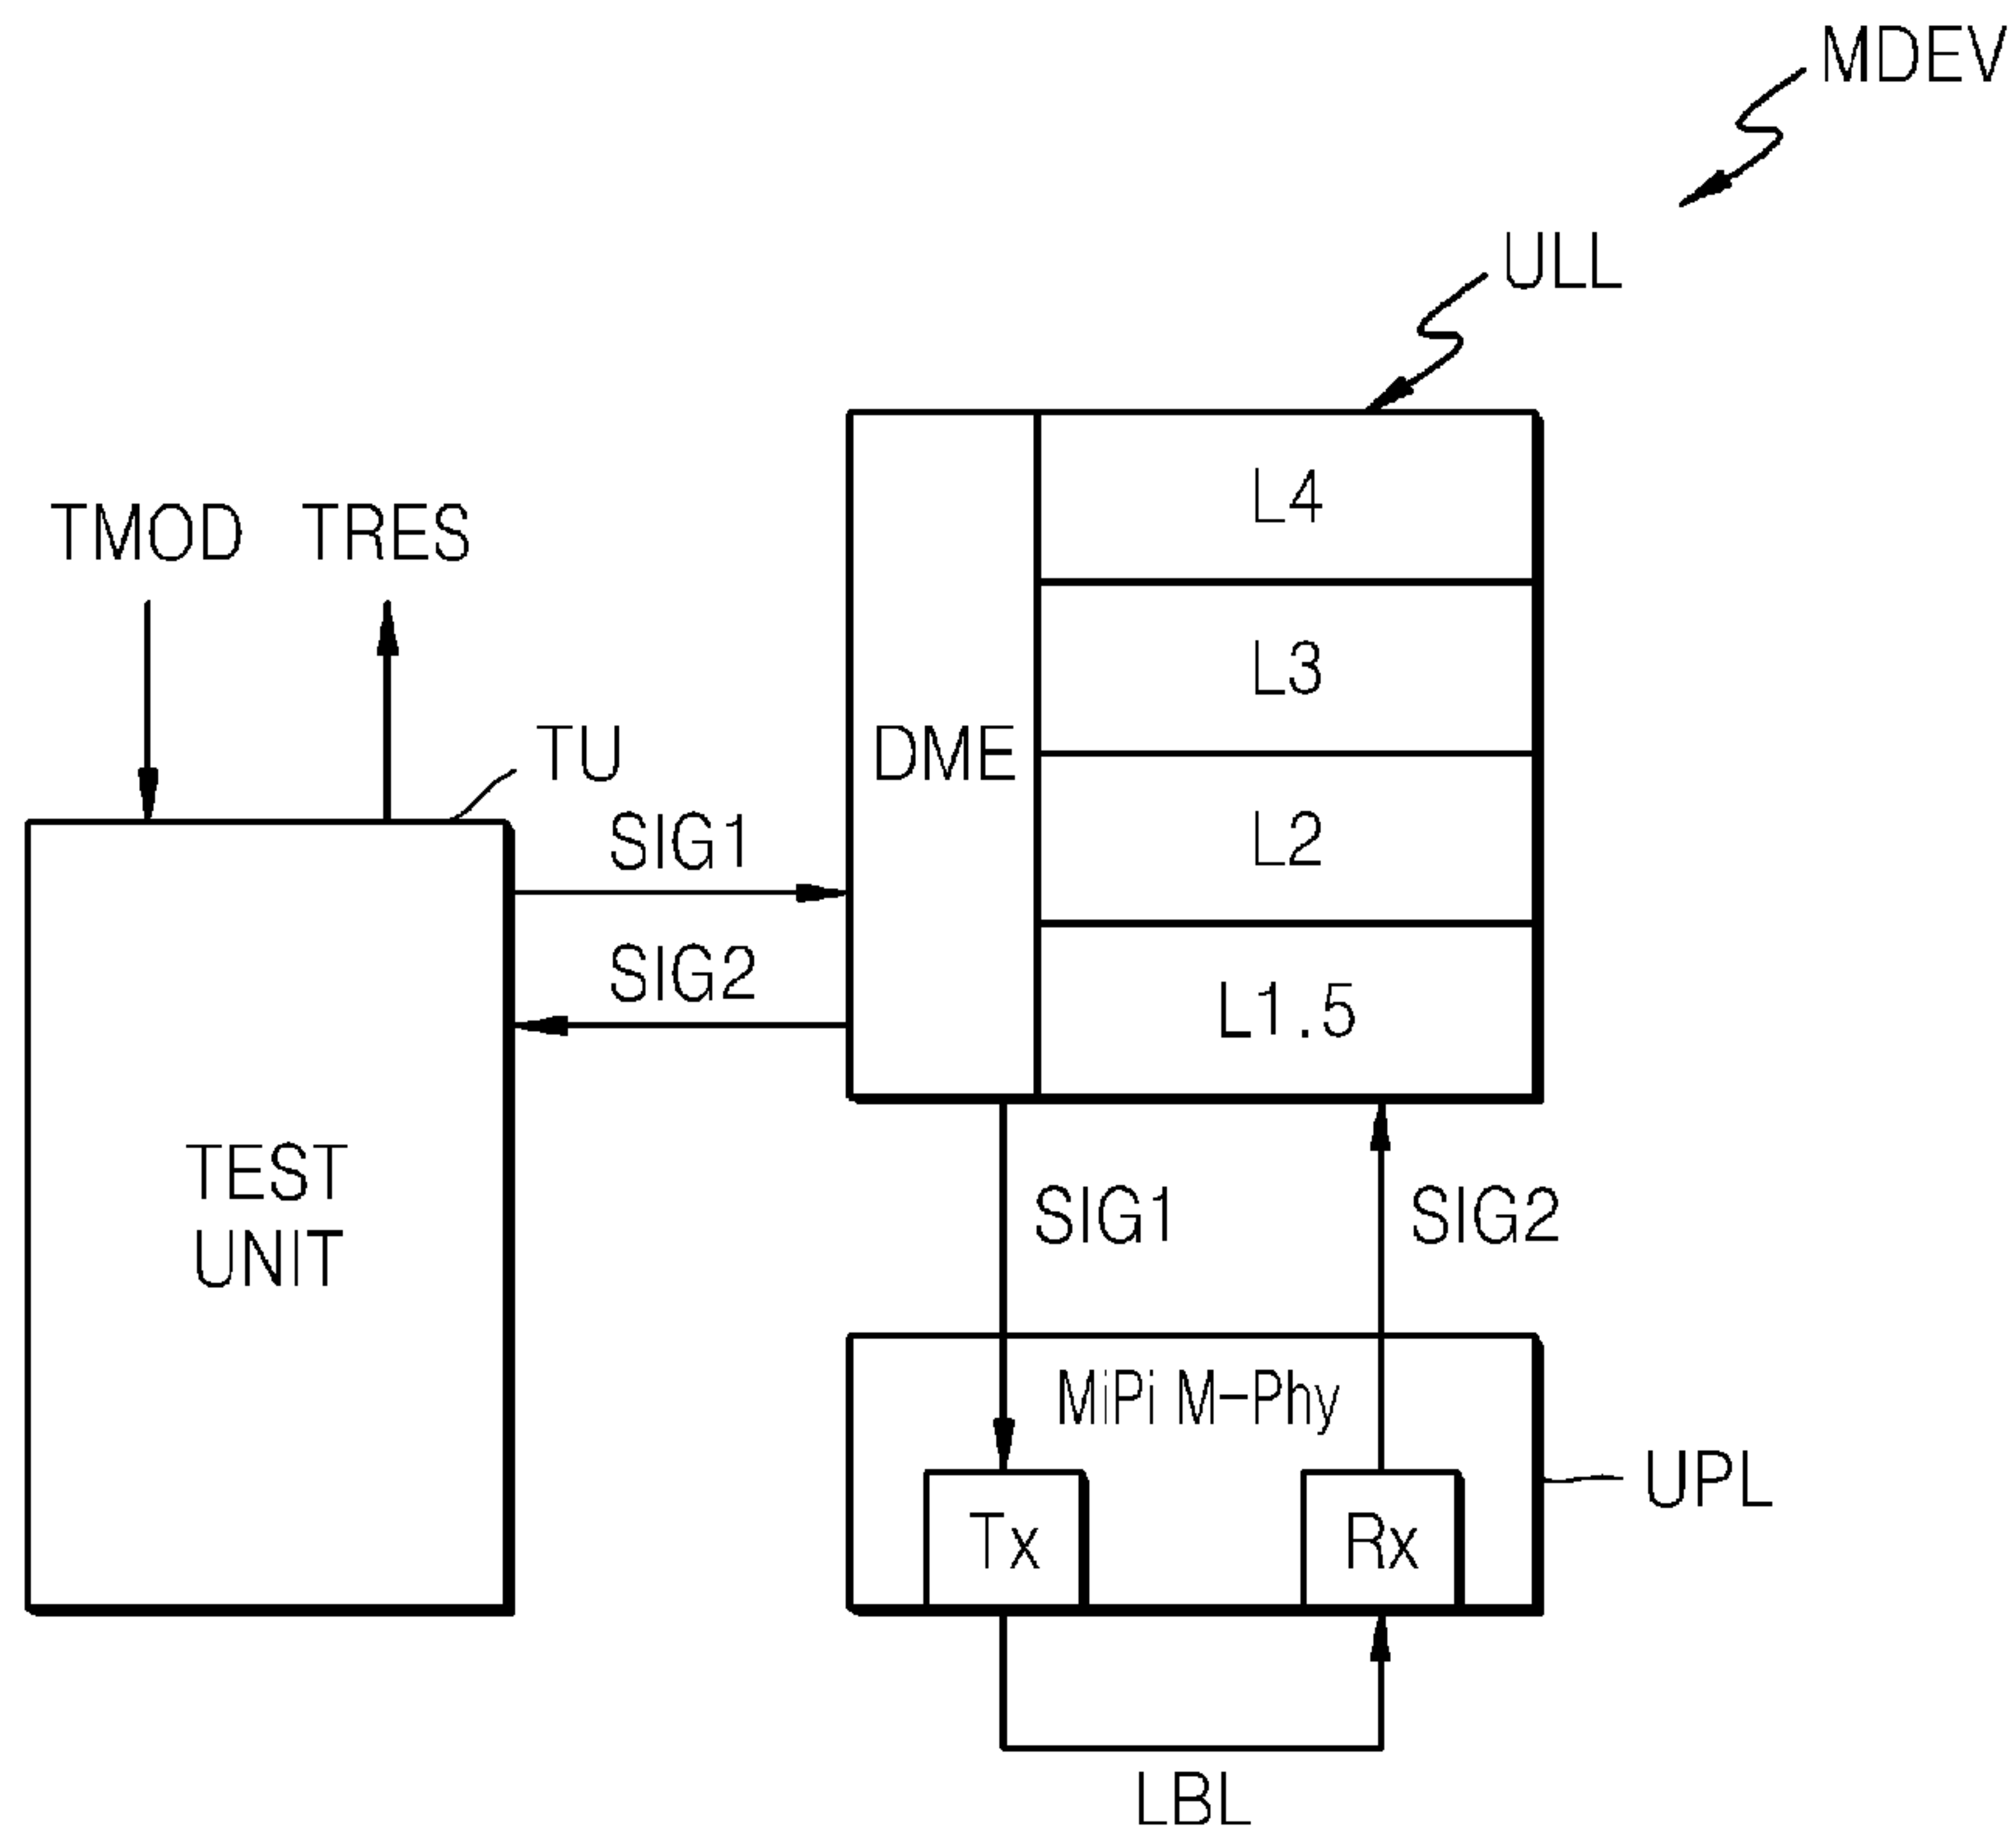 MDEV
ULL
L4
TMOD
TRES
L3
TU
DME
SIG1
L2
SIG2
L1.5
TEST
UNIT
SIG1
SIG2
MiPi M-Phy
UPL
Tx
Rx
LBL